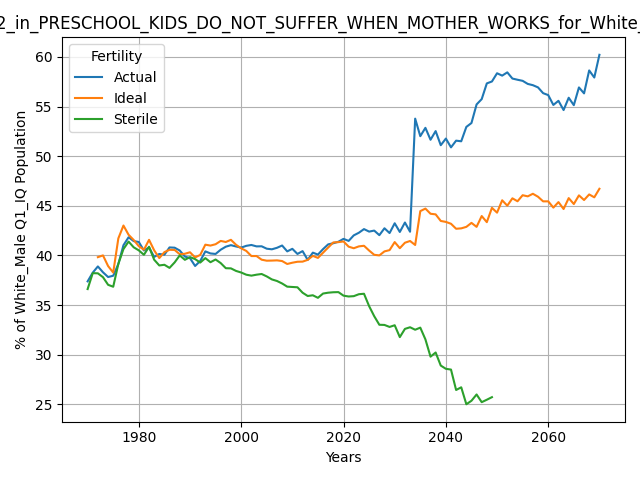 2_in_PRESCHOOL_KIDS_DO_NOT_SUFFER_WHEN_MOTHER_WORKS_for_White_
Fertility
Actual
Ideal
Sterile
% of White_Male Q1_IQ Population
60
55
50
45
40
35
30
25
1980
2000
2020
2040
2060
Years